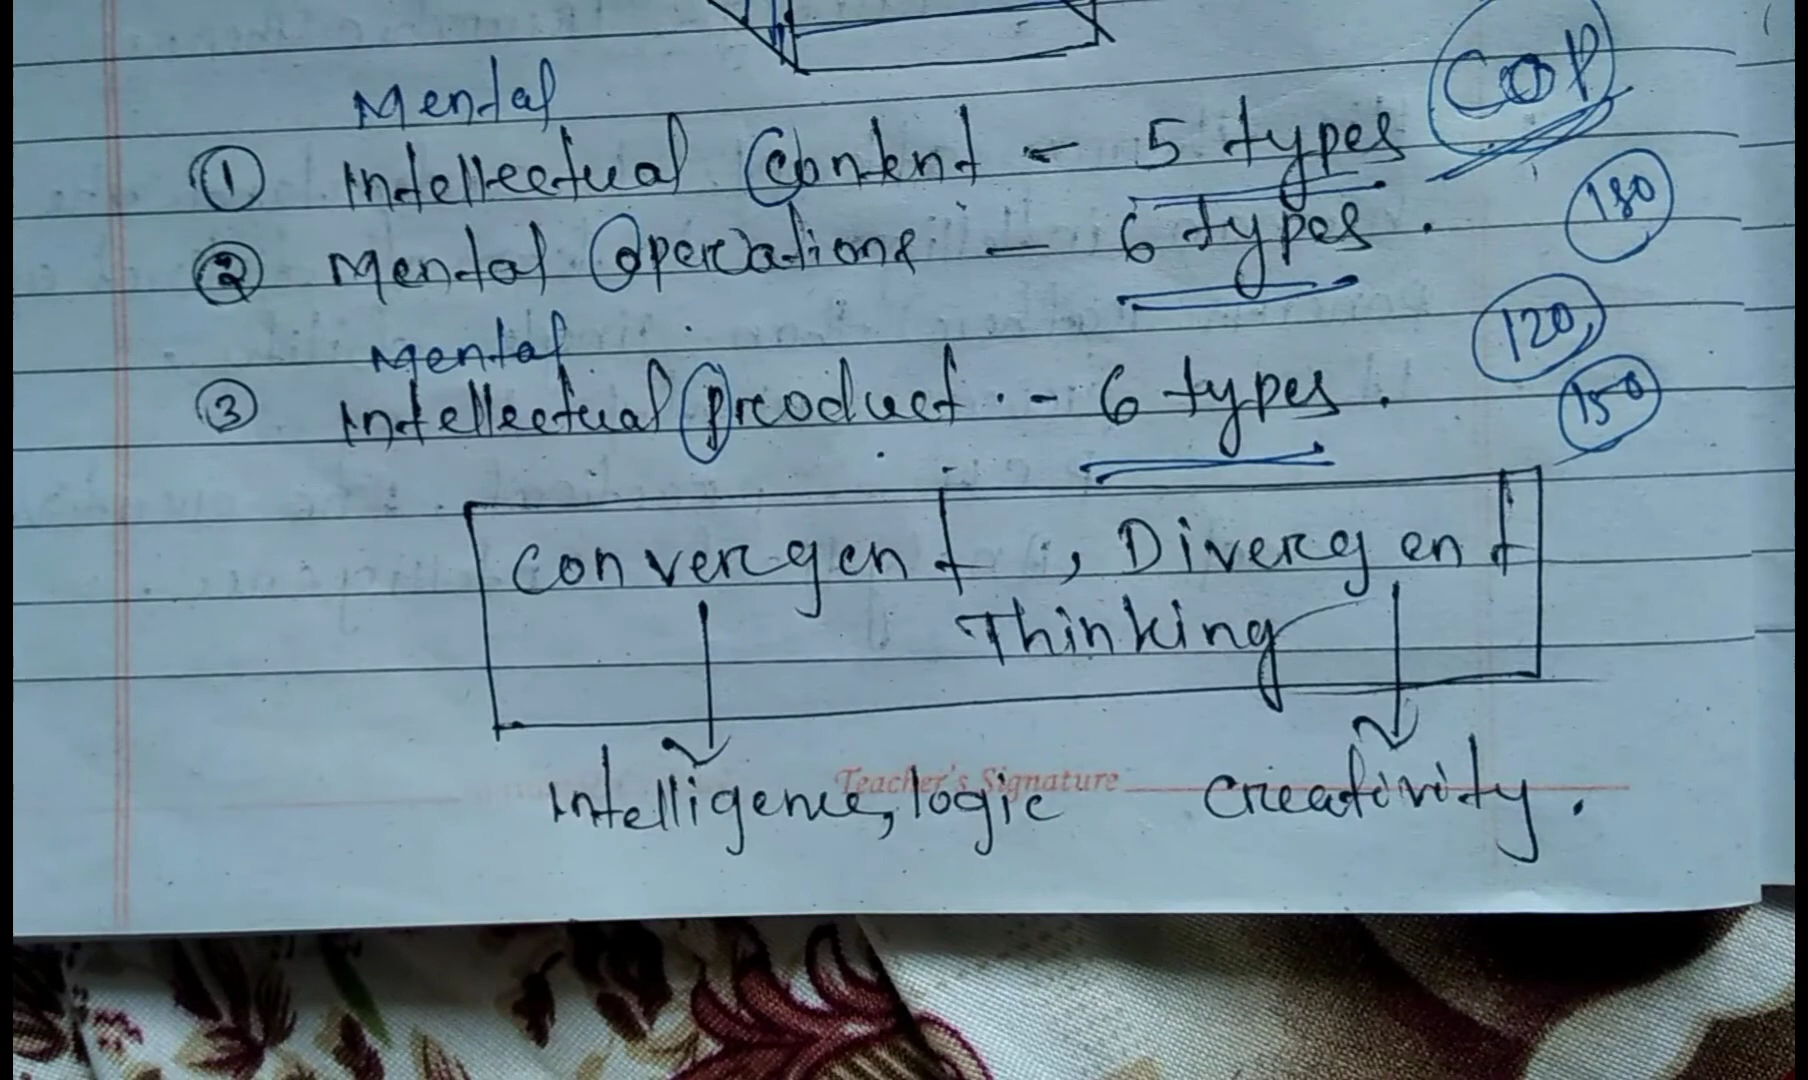 Mental
COP
① Intellectual Content - 5 types
180
② Mental Operations - 6 types.
Mental
120,
③ Intellectual Product. - 6 types.
150
Convergent, Divergent
Thinking
Teacher's Signature
Intelligence, logic creativity.